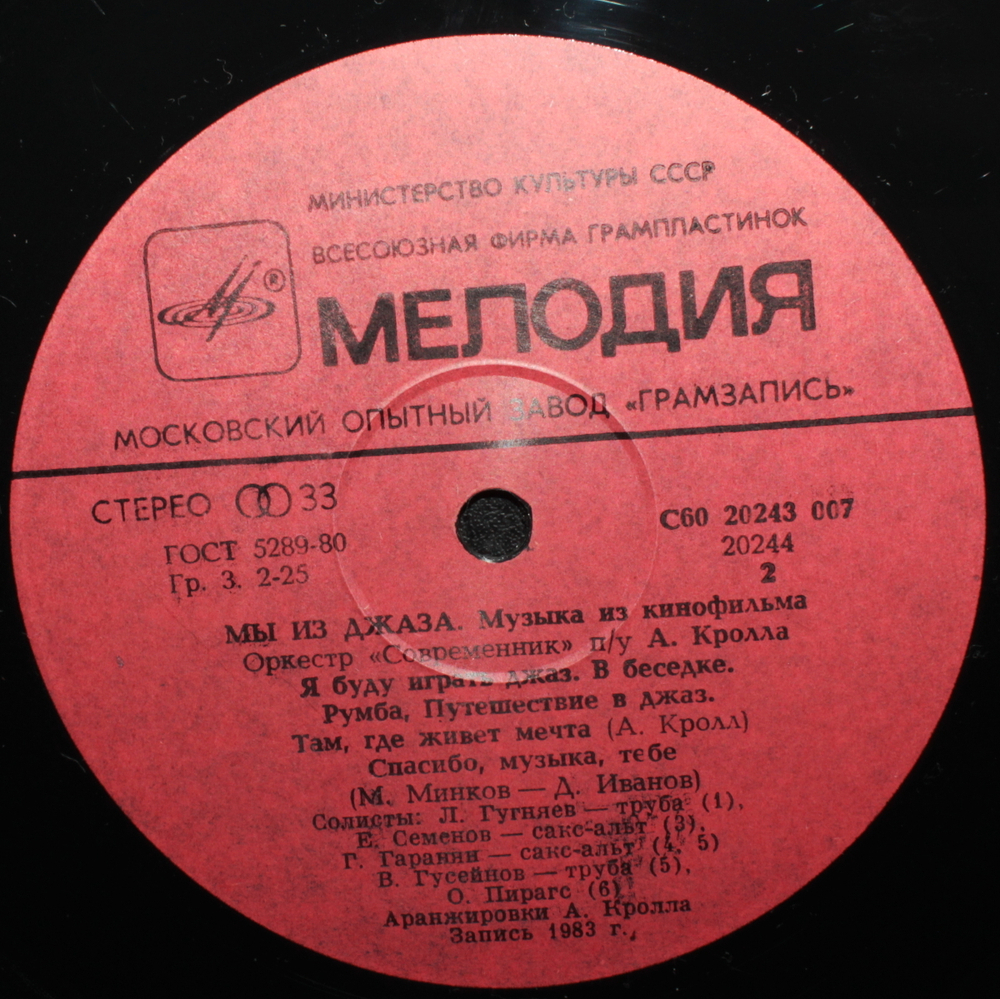 МИНИСТЕРСТВО КУЛЬТУРЫ СССР
ВСЕСОЮЗНАЯ ФИРМА ГРАМПЛАСТИНОК
®
МЕЛОДИЯ
МОСКОВСКИЙ ОПЫТНЫЙ ЗАВОД «ГРАМЗАПИСЬ»
СТЕРЕО 33
ГОСТ 5289-80
Гр. 3. 2-25
С60 20243 007
20244
2
МЫ ИЗ ДЖАЗА. Музыка из кинофильма
Оркестр «Современник» п/у А. Кролла
Я буду играть джаз. В беседке.
Румба, Путешествие в джаз.
Там, где живет мечта (А. Кролл)
Спасибо, музыка, тебе
(М. Минков — Д. Иванов)
Солисты: Л. Гугняев — труба (1),
Е. Семенов — сакс-альт (3),
Г. Гаранин — сакс-альт (4, 5)
В. Гусейнов — труба (5),
О. Пирагс (6)
Аранжировки А. Кролла
Запись 1983 г.